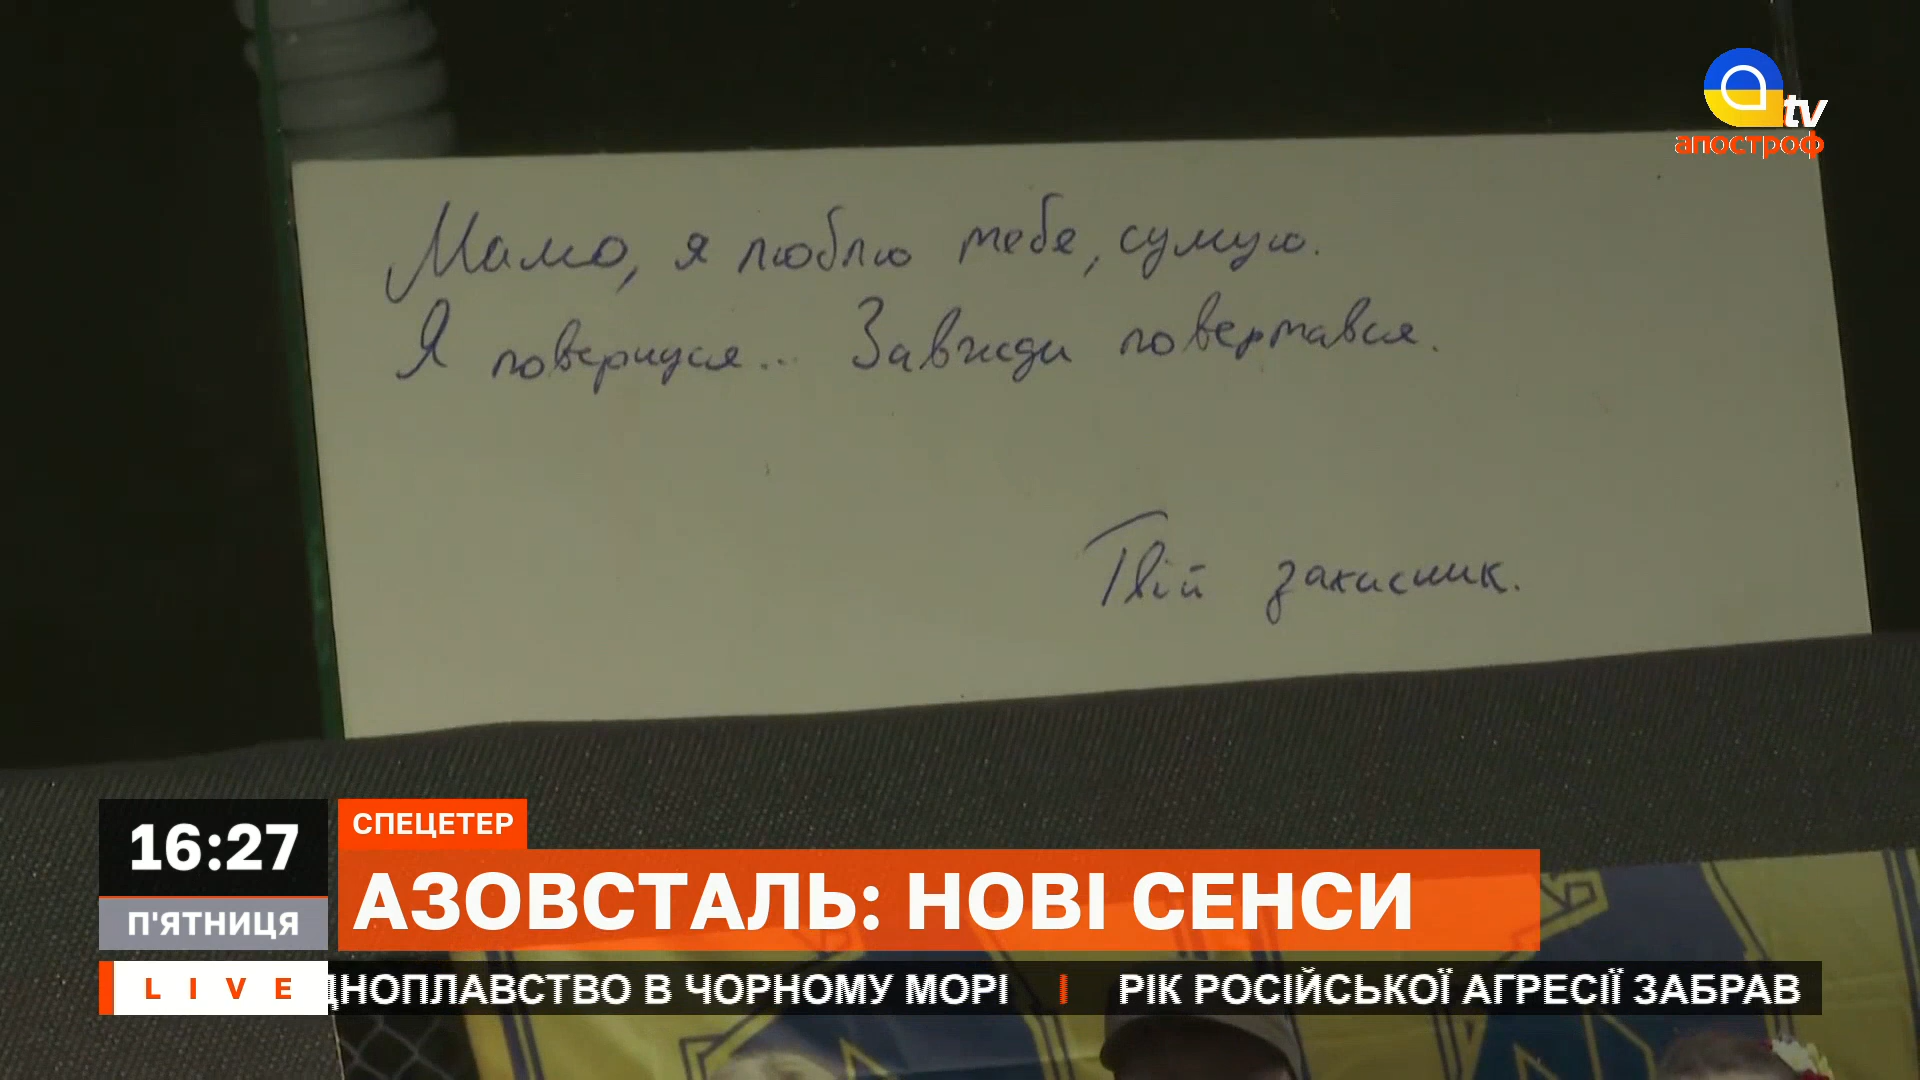 tv
апостроф
Мамо, я люблю тебе, сумую.
Я повернуся... Завжди повертався.
Твій захисник.
16:27
П'ЯТНИЦЯ
СПЕЦЕТЕР
АЗОВСТАЛЬ: НОВІ СЕНСИ
LIVE
ДНОПЛАВСТВО В ЧОРНОМУ МОРІ | РІК РОСІЙСЬКОЇ АГРЕСІЇ ЗАБРАВ